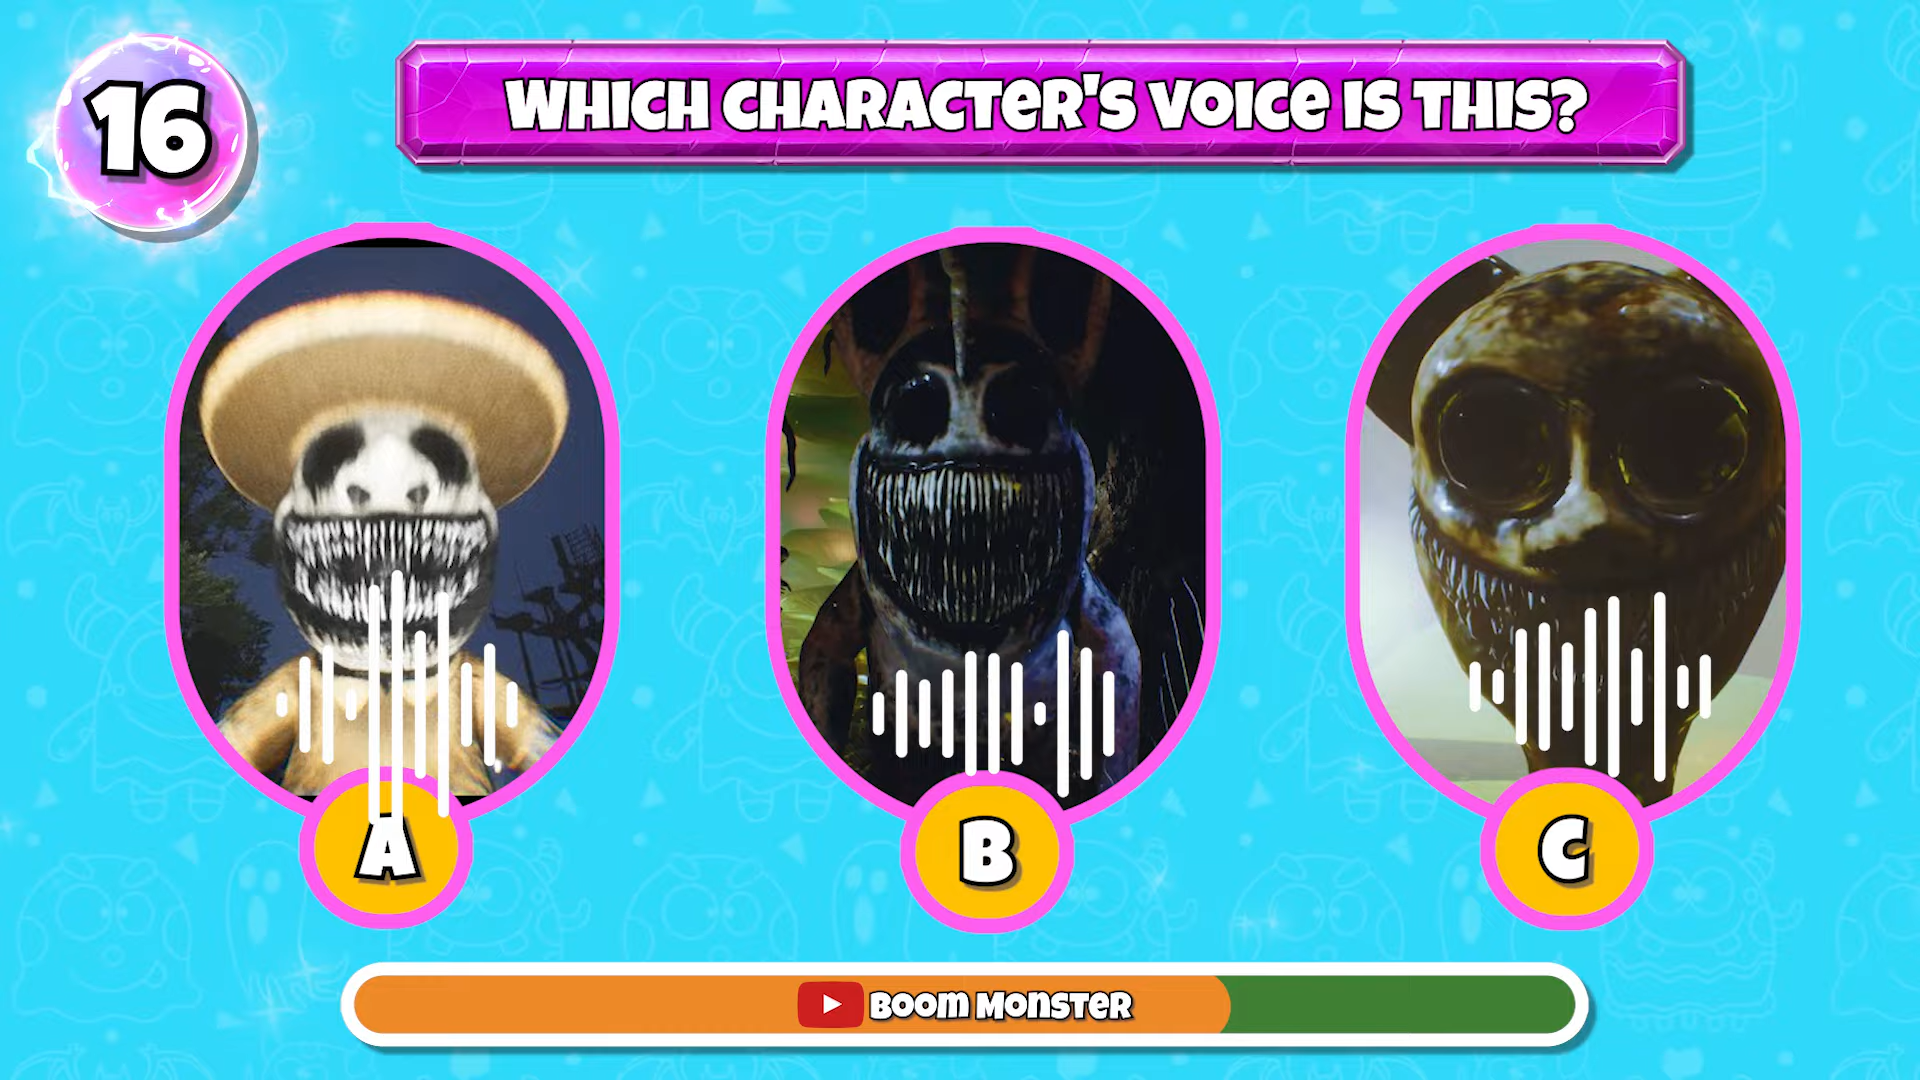 16
WHICH CHARACTER'S VOICE IS THIS?
A
B
C
BOOM MONSTER